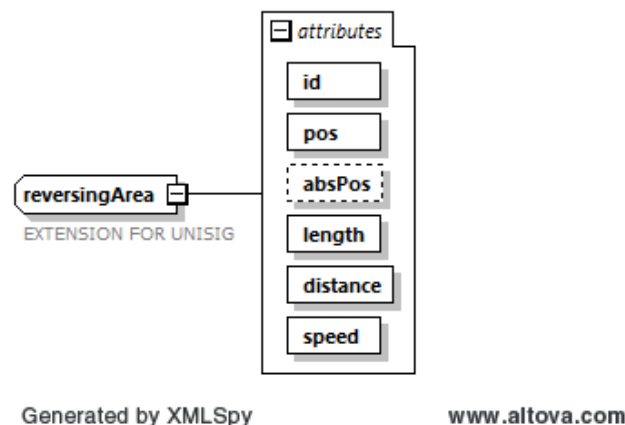 attributes
id
pos
absPos
reversingArea
EXTENSION FOR UNISIG
length
distance
speed
Generated by XMLSpy
www.altova.com